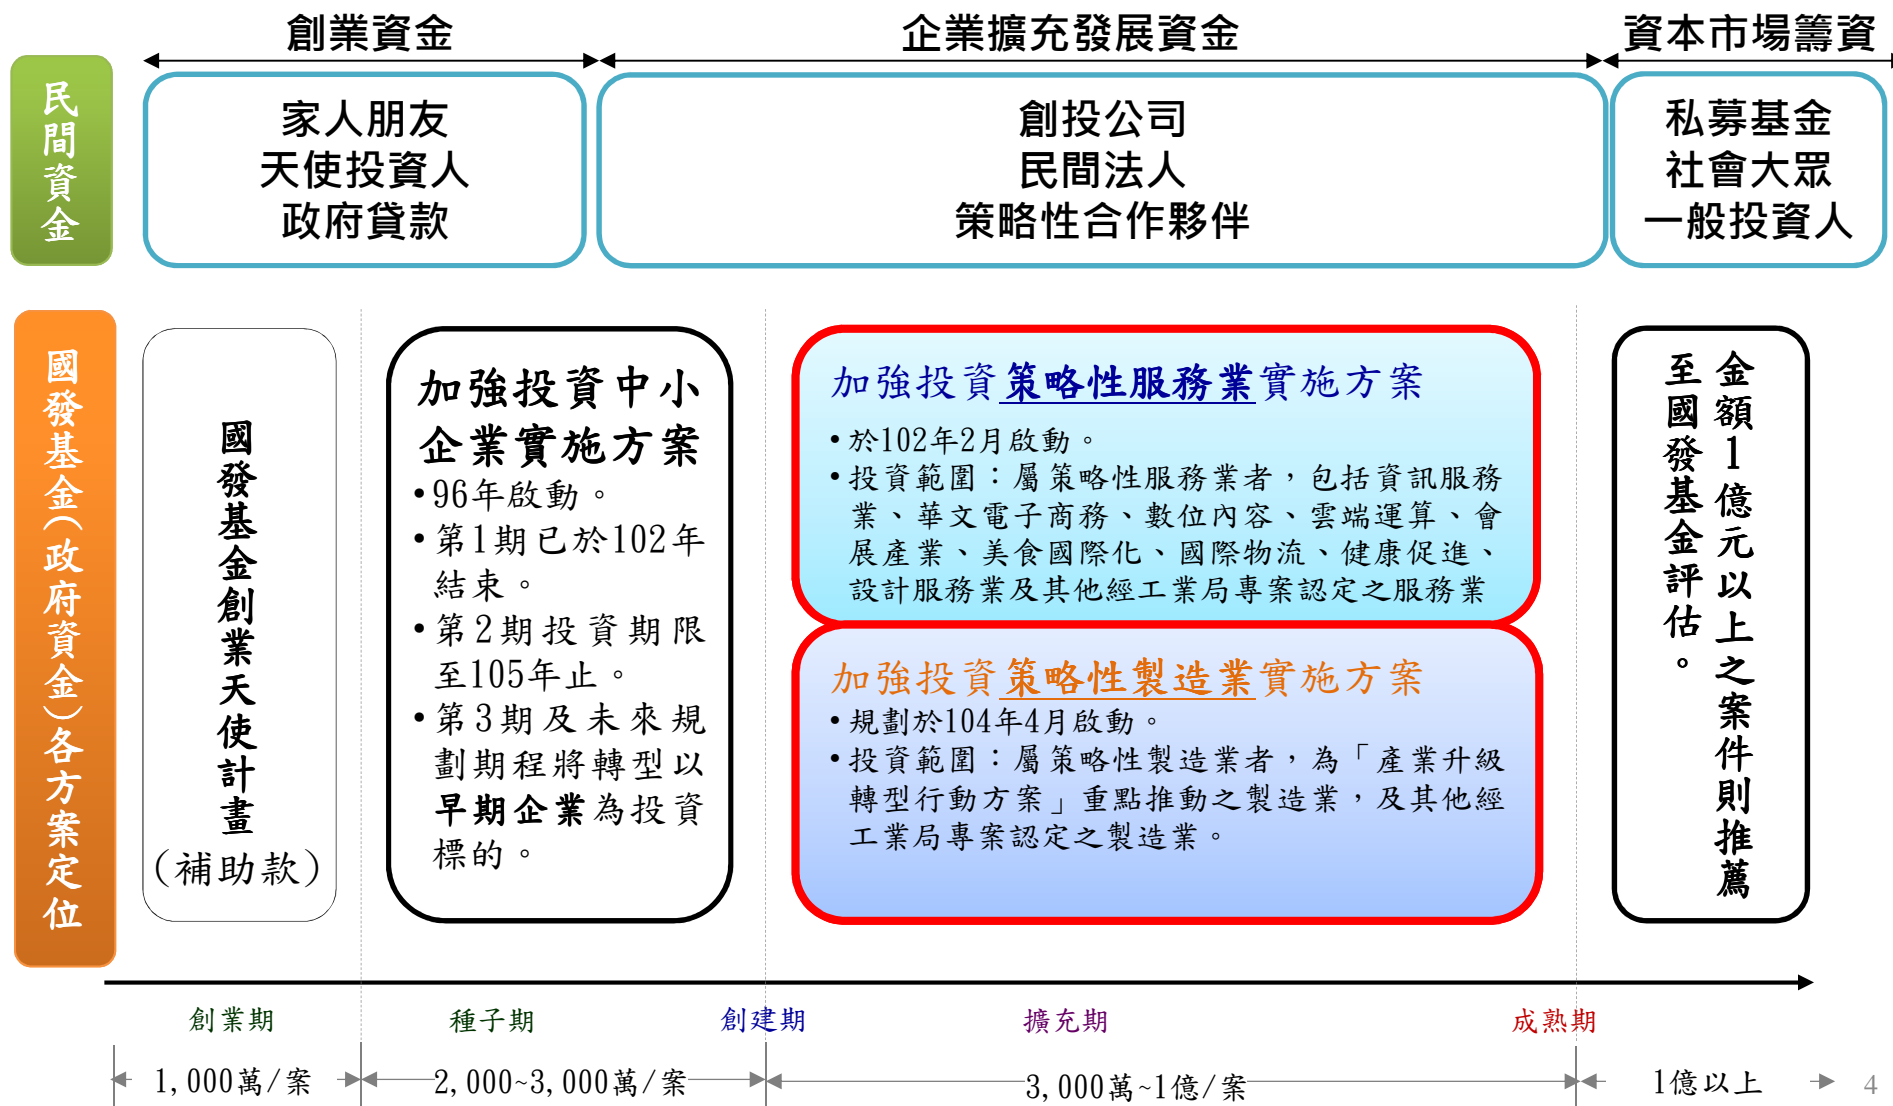 創業資金
企業擴充發展資金
資本市場籌資
民間資金
家人朋友
天使投資人
政府貸款
創投公司
民間法人
策略性合作夥伴
私募基金
社會大眾
一般投資人
國發基金(政府資金)各方案定位
國發基金創業天使計畫
(補助款)
加強投資中小
企業實施方案
•96年啟動。
•第1期已於102年
結束。
•第2期投資期限
至105年止。
•第3期及未來規
劃期程將轉型以
早期企業為投資
標的。
加強投資策略性服務業實施方案
•於102年2月啟動。
•投資範圍：屬策略性服務業者，包括資訊服務
業、華文電子商務、數位內容、雲端運算、會
展產業、美食國際化、國際物流、健康促進、
設計服務業及其他經工業局專案認定之服務業
加強投資策略性製造業實施方案
•規劃於104年4月啟動。
•投資範圍：屬策略性製造業者，為「產業升級
轉型行動方案」重點推動之製造業，及其他經
工業局專案認定之製造業。
金額1億元以上之案件則推薦
至國發基金評估。
創業期
種子期
創建期
擴充期
成熟期
1,000萬/案
2,000~3,000萬/案
3,000萬~1億/案
1億以上
4